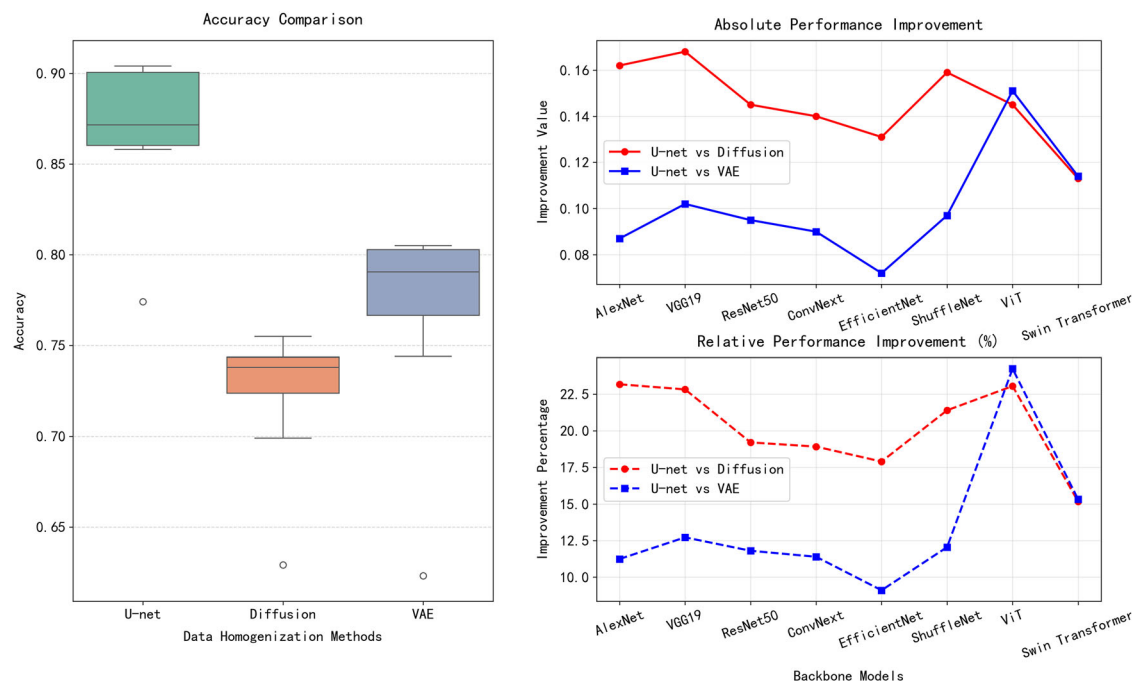 Accuracy Comparison
0.90
0.85
0.80
0.75
0.70
0.65
Accuracy
U-net
Diffusion
VAE
Data Homogenization Methods
Absolute Performance Improvement
0.16
0.14
0.12
0.10
0.08
Improvement Value
U-net vs Diffusion
U-net vs VAE
AlexNet
VGG19
ResNet50
ConvNext
EfficientNet
ShuffleNet
ViT
Swin Transformer
Relative Performance Improvement (%)
22.5
20.0
17.5
15.0
12.5
10.0
Improvement Percentage
U-net vs Diffusion
U-net vs VAE
AlexNet
VGG19
ResNet50
ConvNext
EfficientNet
ShuffleNet
ViT
Swin Transformer
Backbone Models